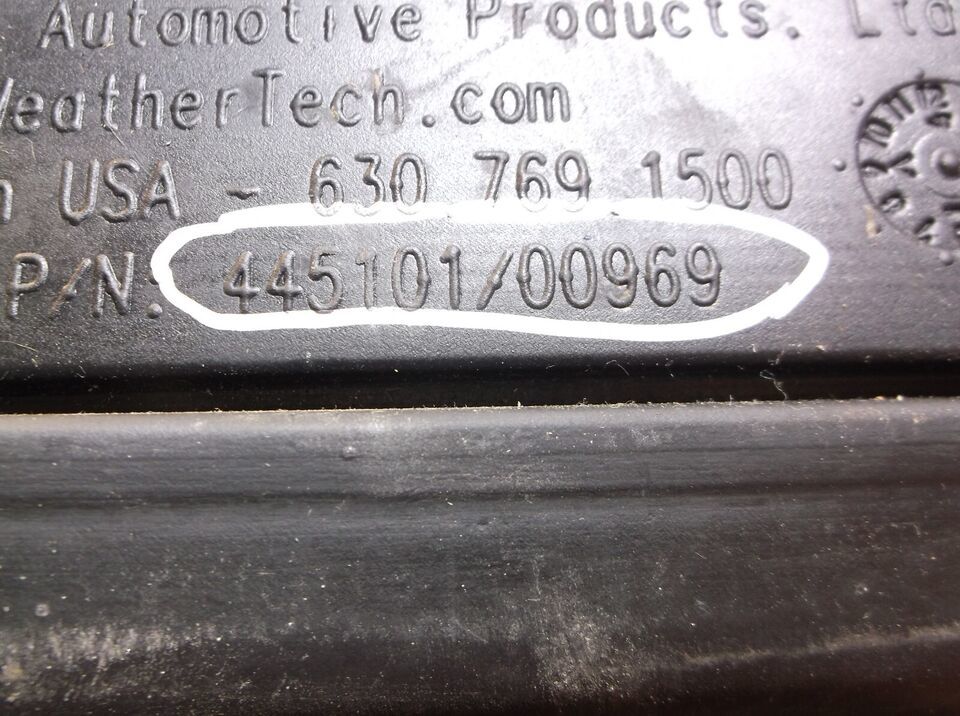 Automotive Products. Ltd
WeatherTech.com
USA - 630 769 1500
P/N: 445101/00969